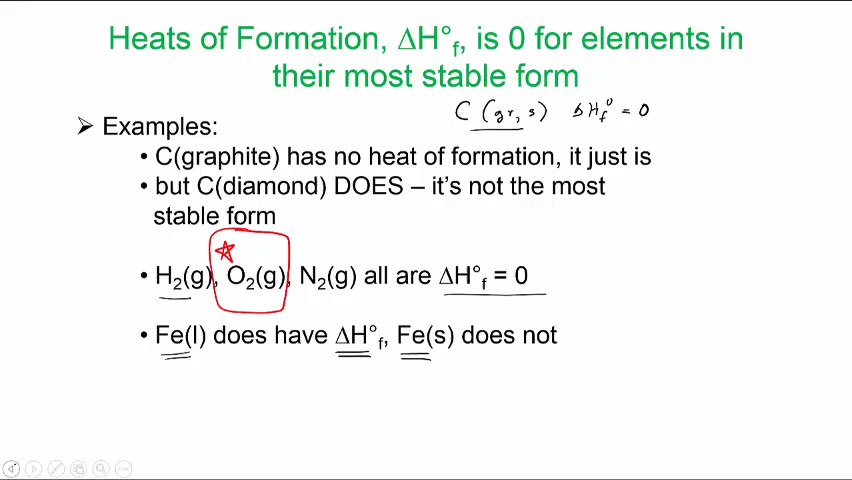 Heats of Formation, ΔH°f, is 0 for elements in
their most stable form
C (gr, s) ΔHf° = 0
➢ Examples:
• C(graphite) has no heat of formation, it just is
• but C(diamond) DOES – it's not the most
stable form
• H2(g), O2(g), N2(g) all are ΔH°f = 0
• Fe(l) does have ΔH°f, Fe(s) does not